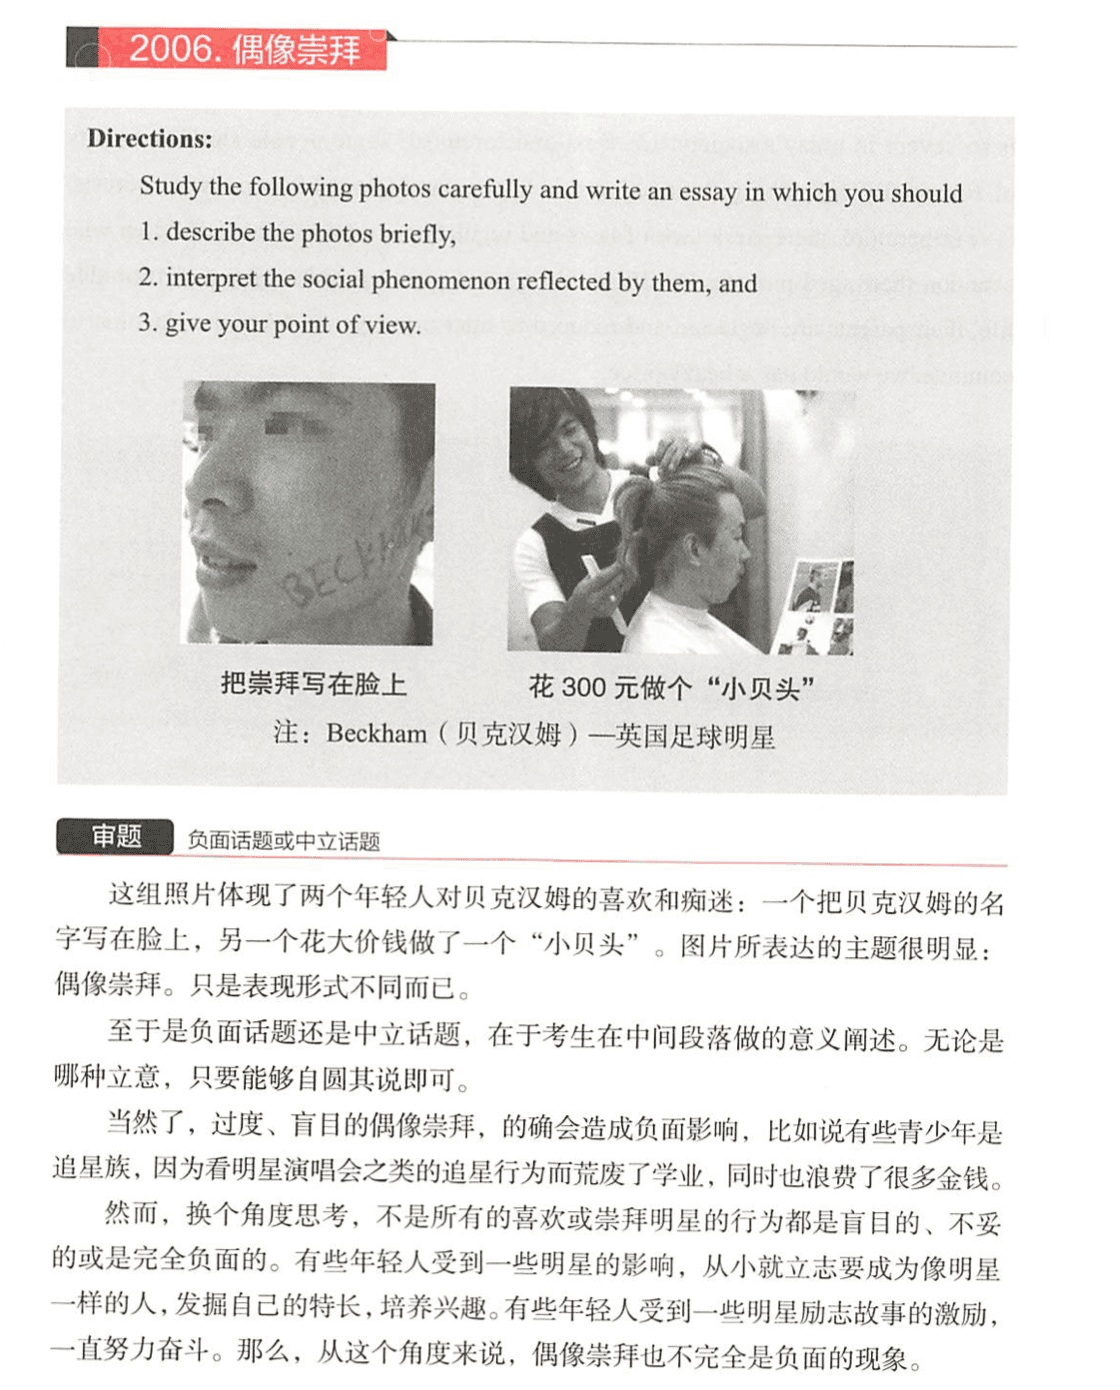 2006. 偶像崇拜
Directions:
Study the following photos carefully and write an essay in which you should
1. describe the photos briefly,
2. interpret the social phenomenon reflected by them, and
3. give your point of view.
BECKHAM
把崇拜写在脸上
花 300 元做个 “小贝头”
注：Beckham（贝克汉姆）—英国足球明星
审题 负面话题或中立话题
这组照片体现了两个年轻人对贝克汉姆的喜欢和痴迷：一个把贝克汉姆的名
字写在脸上，另一个花大价钱做了一个“小贝头”。图片所表达的主题很明显：
偶像崇拜。只是表现形式不同而已。
至于是负面话题还是中立话题，在于考生在中间段落做的意义阐述。无论是
哪种立意，只要能够自圆其说即可。
当然了，过度、盲目的偶像崇拜，的确会造成负面影响，比如说有些青少年是
追星族，因为看明星演唱会之类的追星行为而荒废了学业，同时也浪费了很多金钱。
然而，换个角度思考，不是所有的喜欢或崇拜明星的行为都是盲目的、不妥
的或是完全负面的。有些年轻人受到一些明星的影响，从小就立志要成为像明星
一样的人，发掘自己的特长，培养兴趣。有些年轻人受到一些明星励志故事的激励，
一直努力奋斗。那么，从这个角度来说，偶像崇拜也不完全是负面的现象。